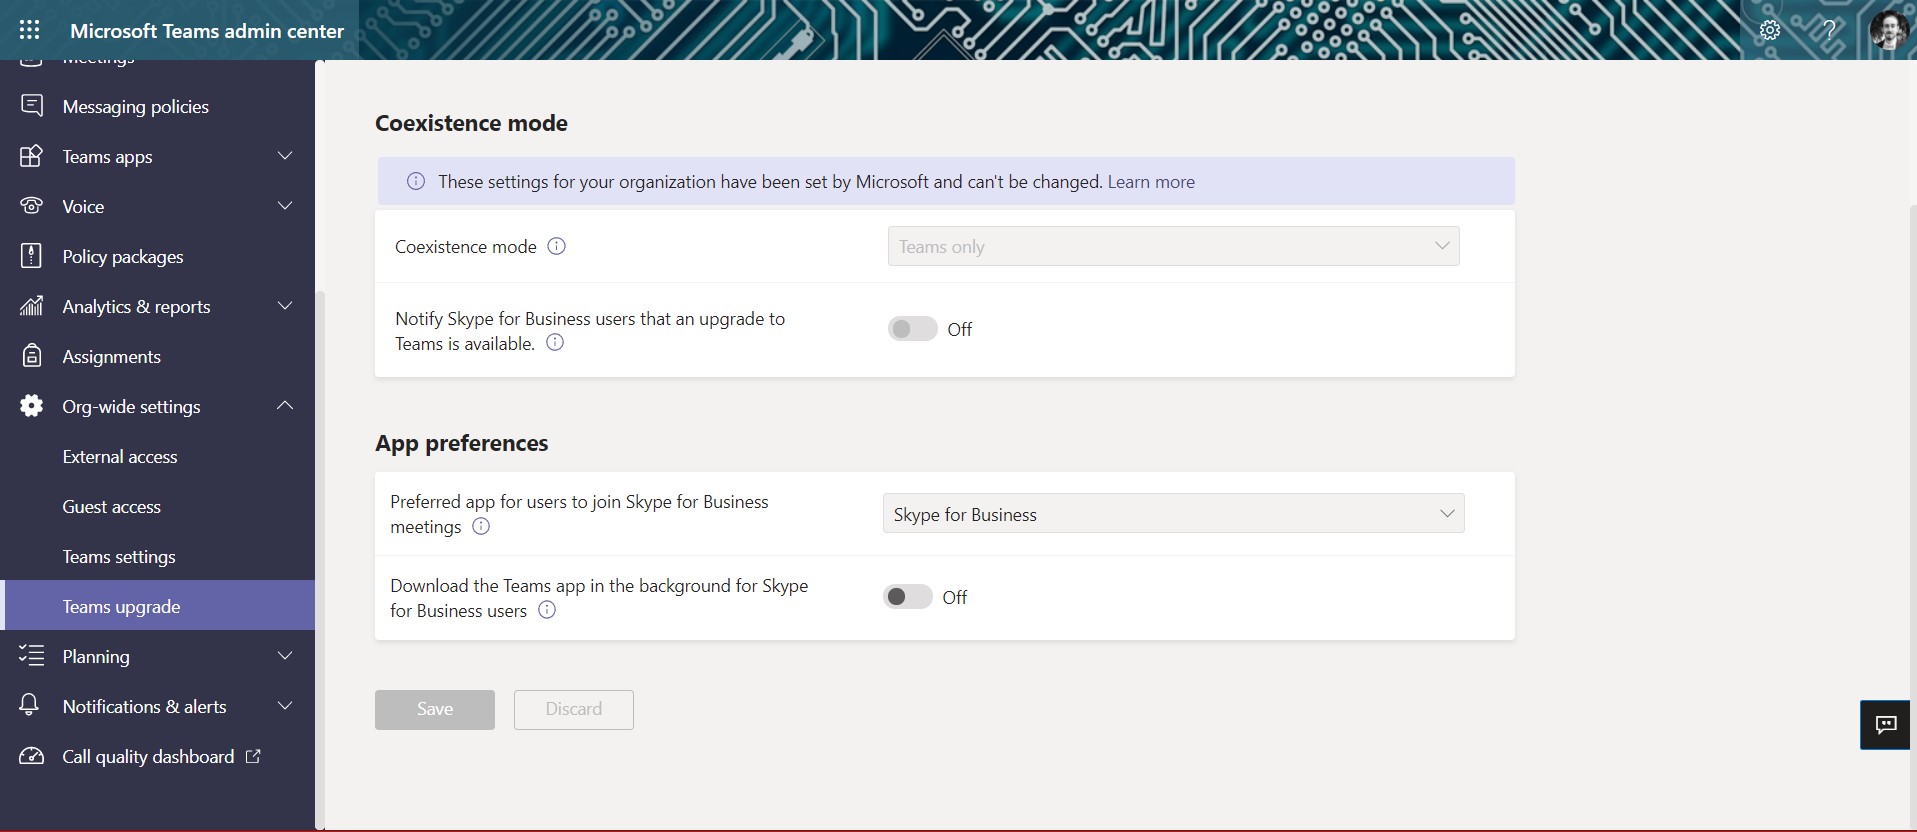 Microsoft Teams admin center
Meetings
Messaging policies
Teams apps
Voice
Policy packages
Analytics & reports
Assignments
Org-wide settings
External access
Guest access
Teams settings
Teams upgrade
Planning
Notifications & alerts
Call quality dashboard
Coexistence mode
These settings for your organization have been set by Microsoft and can't be changed. Learn more
Coexistence mode
Teams only
Notify Skype for Business users that an upgrade to
Teams is available.
Off
App preferences
Preferred app for users to join Skype for Business
meetings
Skype for Business
Download the Teams app in the background for Skype
for Business users
Off
Save
Discard